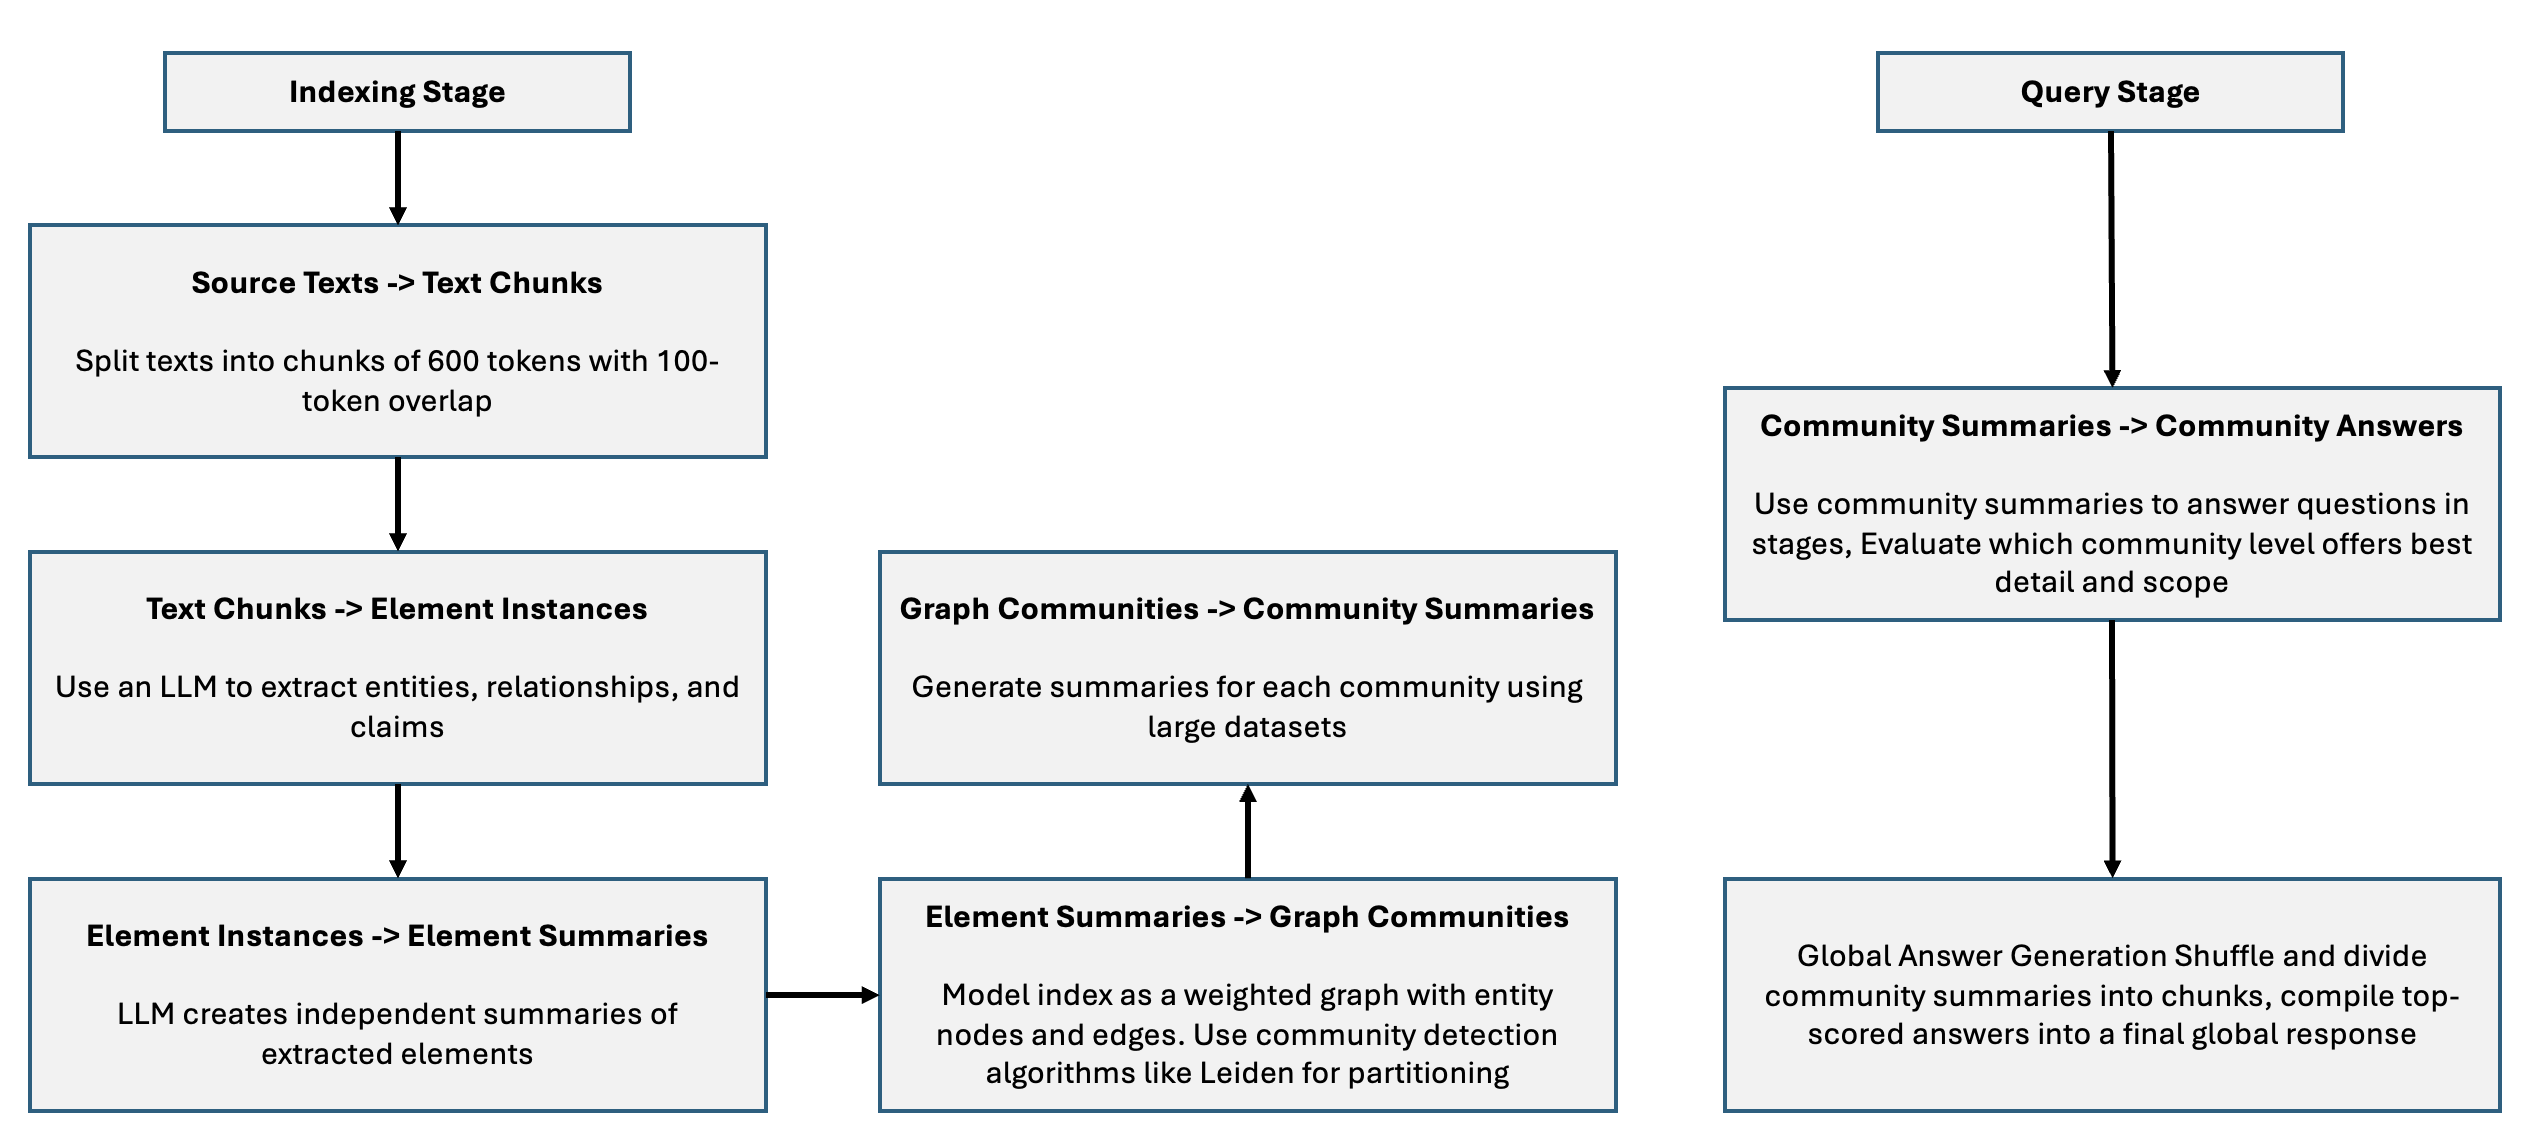 Indexing Stage
Source Texts -> Text Chunks
Split texts into chunks of 600 tokens with 100-
token overlap
Text Chunks -> Element Instances
Use an LLM to extract entities, relationships, and
claims
Element Instances -> Element Summaries
LLM creates independent summaries of
extracted elements
Element Summaries -> Graph Communities
Model index as a weighted graph with entity
nodes and edges. Use community detection
algorithms like Leiden for partitioning
Graph Communities -> Community Summaries
Generate summaries for each community using
large datasets
Query Stage
Community Summaries -> Community Answers
Use community summaries to answer questions in
stages, Evaluate which community level offers best
detail and scope
Global Answer Generation Shuffle and divide
community summaries into chunks, compile top-
scored answers into a final global response